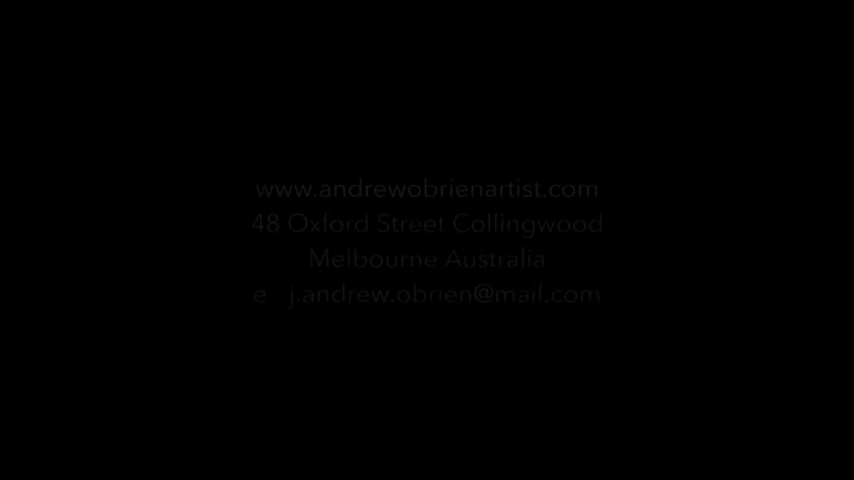 www.andrewobrienartist.com
48 Oxford Street Collingwood
Melbourne Australia
e - j.andrew.obrien@mail.com